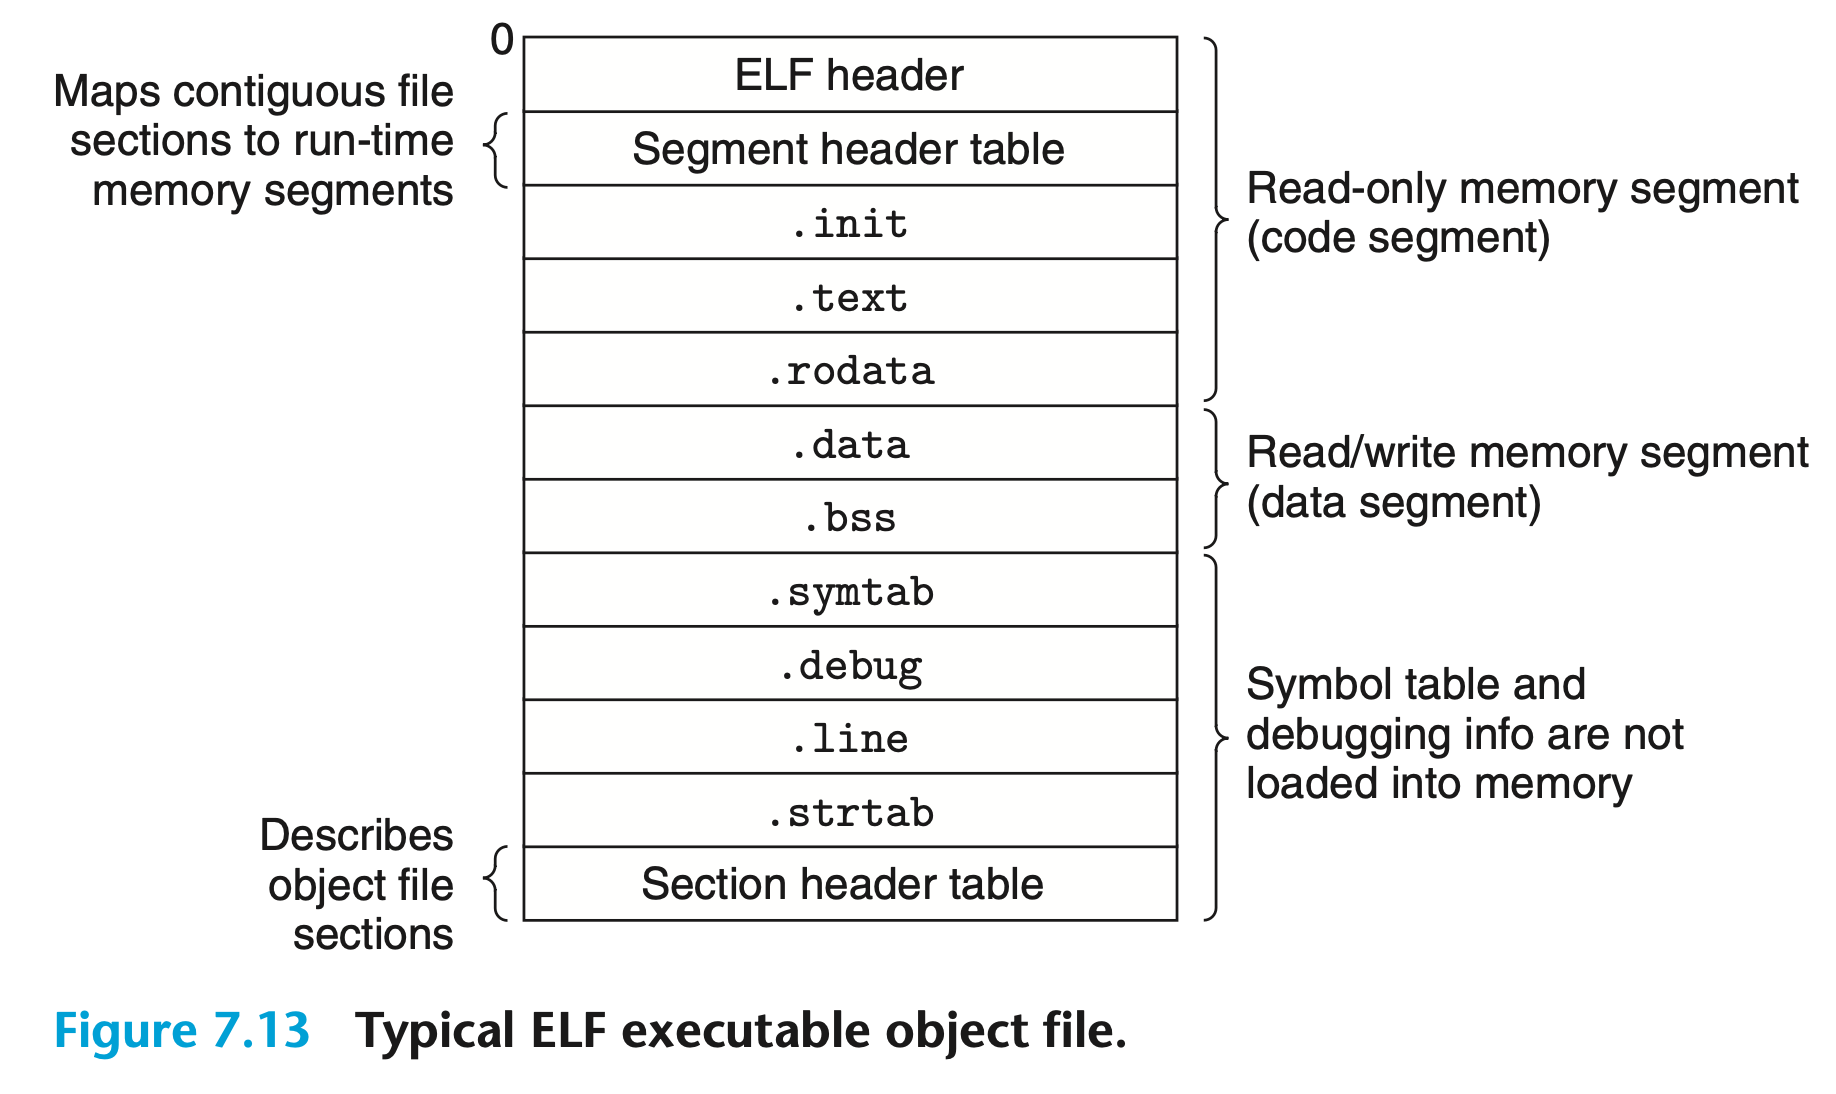 0
ELF header
Maps contiguous file
sections to run-time
memory segments
Segment header table
.init
.text
.rodata
Read-only memory segment
(code segment)
.data
.bss
Read/write memory segment
(data segment)
.symtab
.debug
.line
.strtab
Symbol table and
debugging info are not
loaded into memory
Describes
object file
sections
Section header table
Figure 7.13 Typical ELF executable object file.